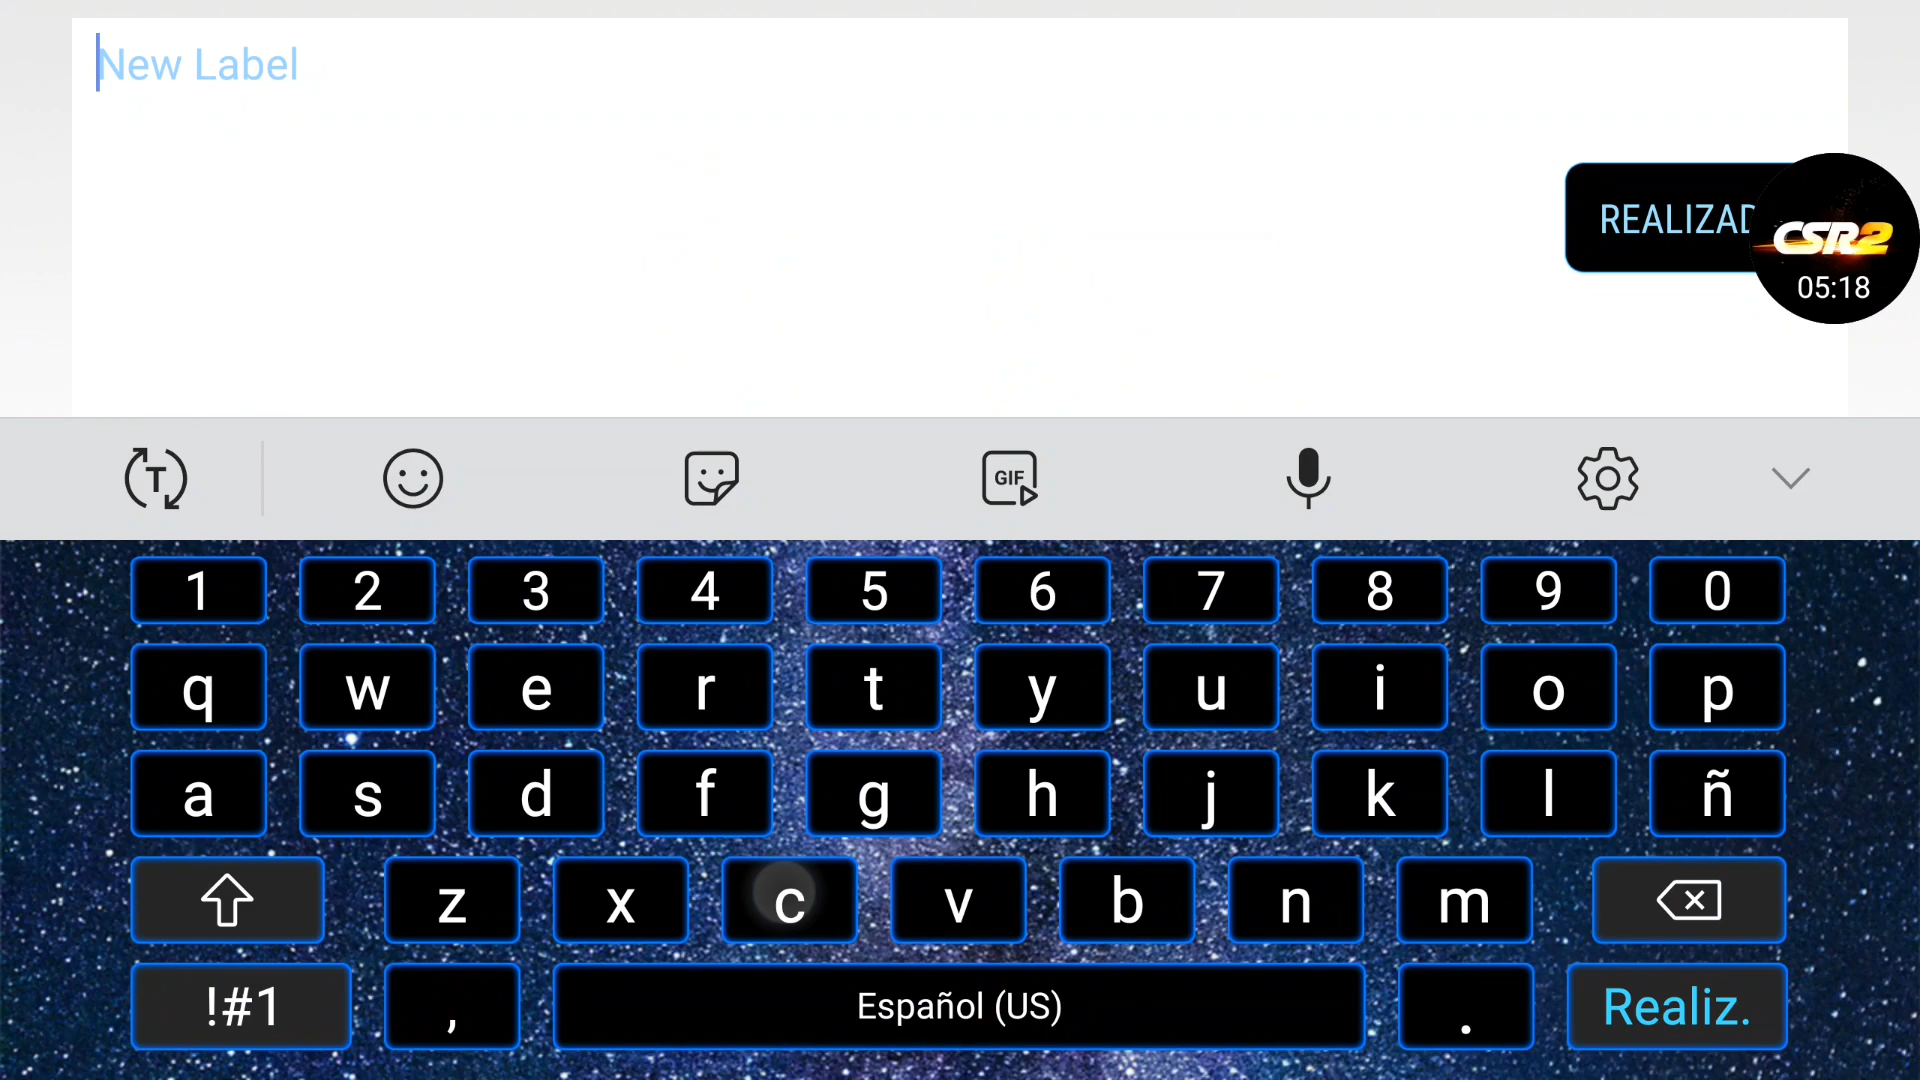 New Label
REALIZAD
CSR2
05:18
T
GIF
1 2 3 4 5 6 7 8 9 0
q w e r t y u i o p
a s d f g h j k l ñ
z x c v b n m
!#1 , Español (US) . Realiz.